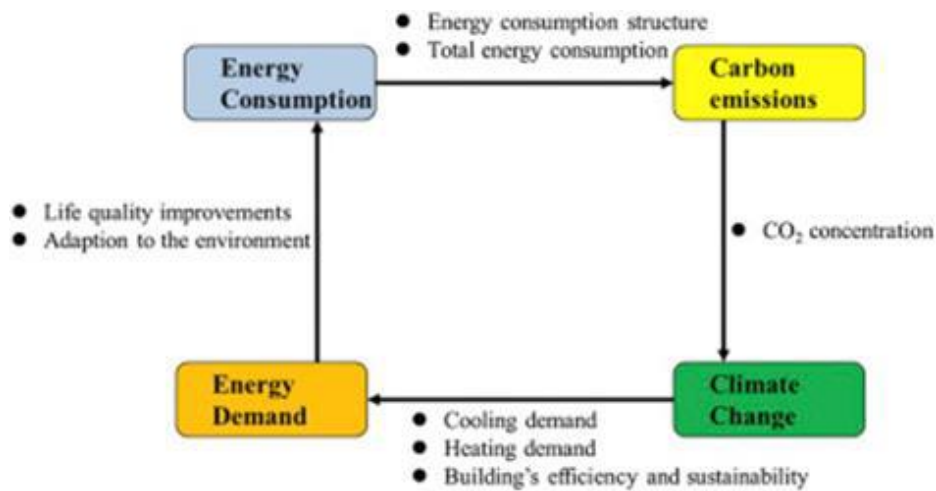 ● Energy consumption structure
● Total energy consumption
Energy
Consumption
Carbon
emissions
● Life quality improvements
● Adaption to the environment
● CO₂ concentration
Energy
Demand
Climate
Change
● Cooling demand
● Heating demand
● Building's efficiency and sustainability